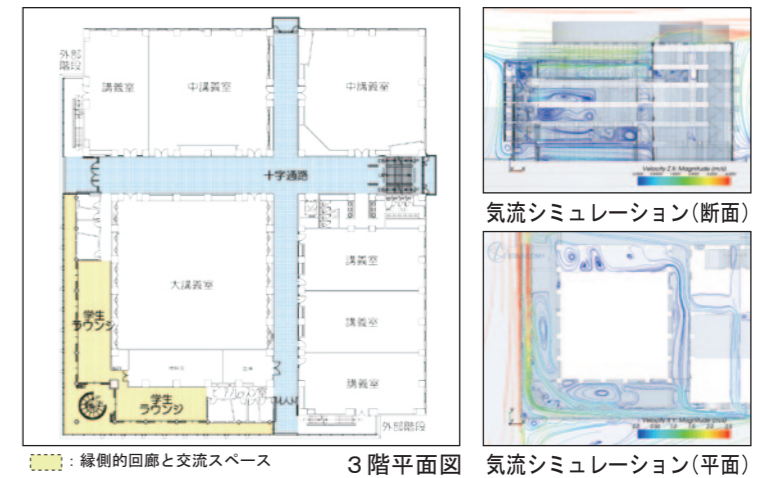 外部
階段
講義室
中講義室
中講義室
十字通路
大講義室
講義室
講義室
講義室
学生
ラウンジ
学生
ラウンジ
外部階段
：縁側的回廊と交流スペース
３階平面図
Velocity Z X: Magnitude (m/s)
気流シミュレーション（断面）
Velocity X Y: Magnitude (m/s)
気流シミュレーション（平面）